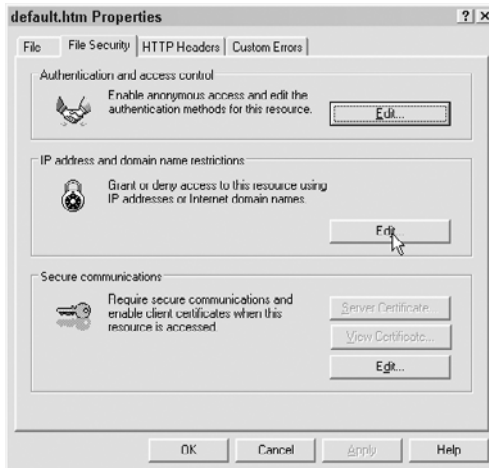 default.htm Properties
File
File Security
HTTP Headers
Custom Errors
Authentication and access control
Enable anonymous access and edit the
authentication methods for this resource.
Edit...
IP address and domain name restrictions
Grant or deny access to this resource using
IP addresses or Internet domain names.
Edit...
Secure communications
Require secure communications and
enable client certificates when this
resource is accessed.
Server Certificate...
View Certificate...
Edit...
OK
Cancel
Apply
Help